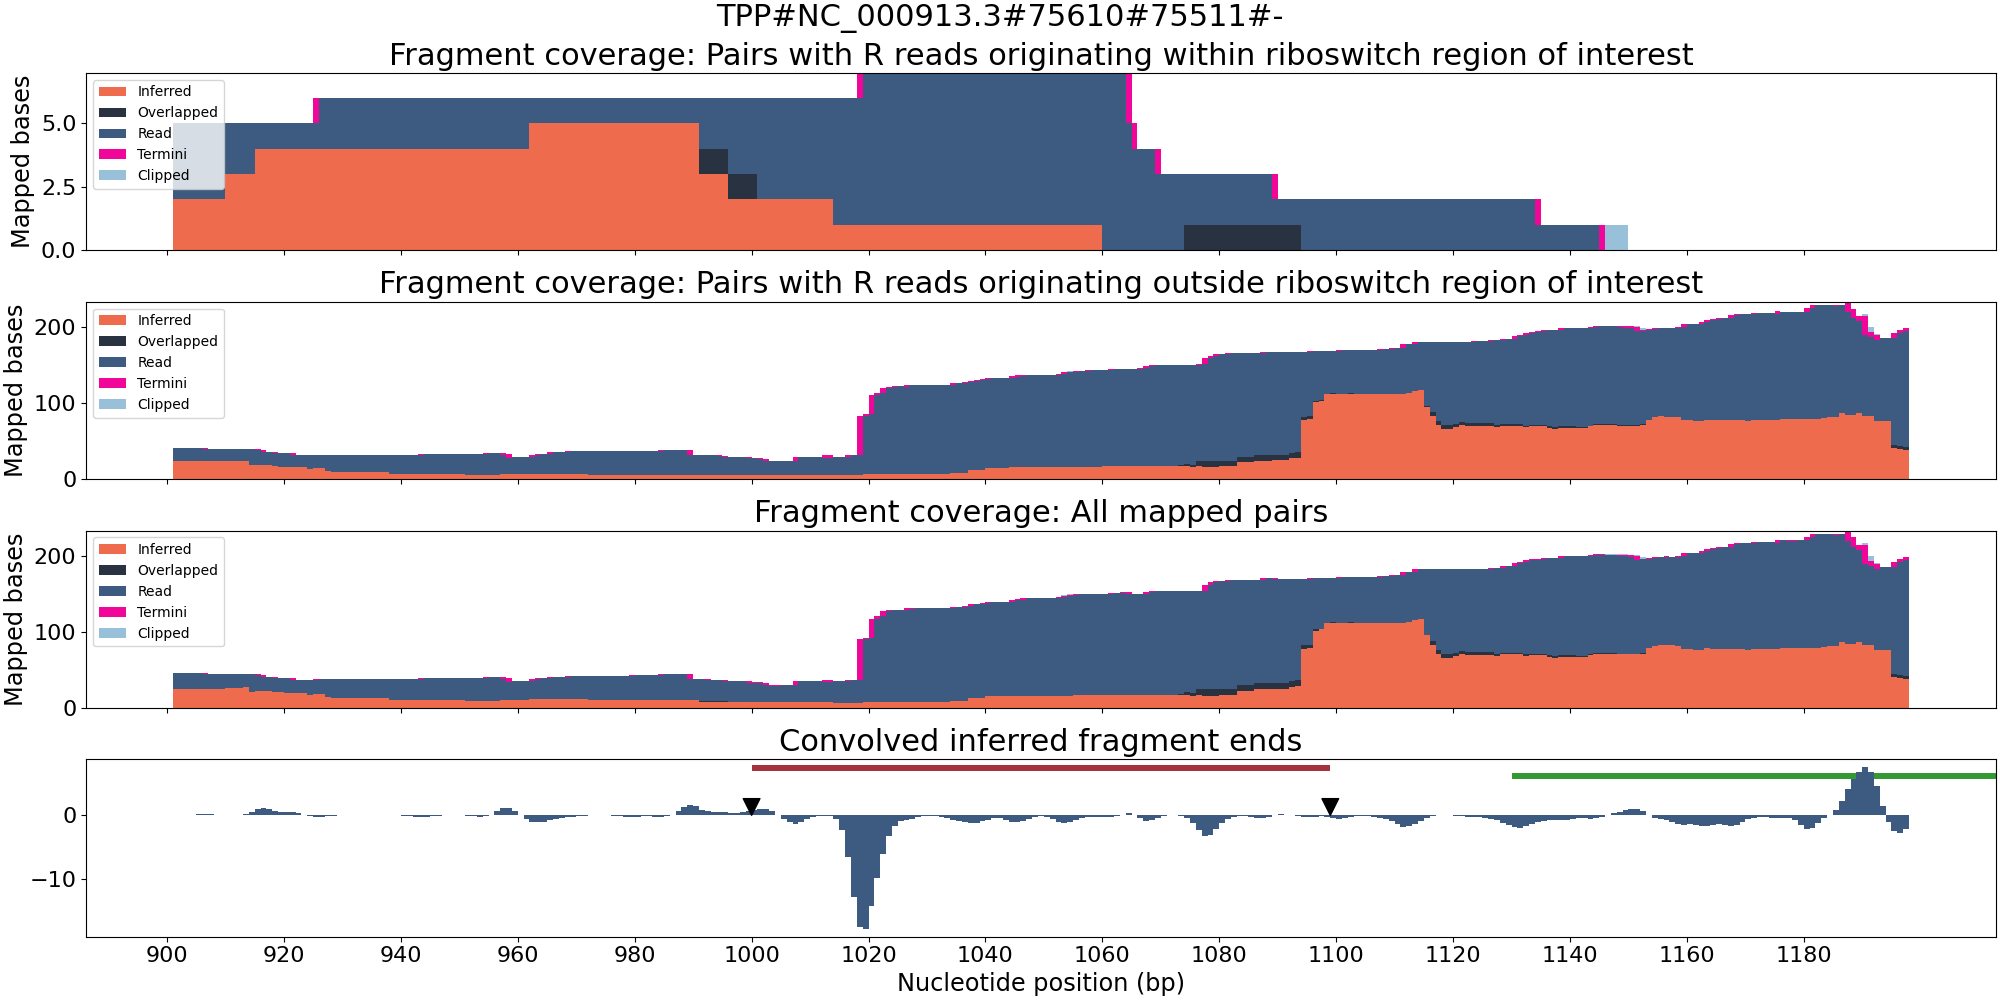 TPP#NC_000913.3#75610#75511#-
Fragment coverage: Pairs with R reads originating within riboswitch region of interest
Mapped bases
5.0
2.5
0.0
Inferred
Overlapped
Read
Termini
Clipped
Fragment coverage: Pairs with R reads originating outside riboswitch region of interest
Mapped bases
200
100
0
Inferred
Overlapped
Read
Termini
Clipped
Fragment coverage: All mapped pairs
Mapped bases
200
100
0
Inferred
Overlapped
Read
Termini
Clipped
Convolved inferred fragment ends
0
−10
900 920 940 960 980 1000 1020 1040 1060 1080 1100 1120 1140 1160 1180
Nucleotide position (bp)